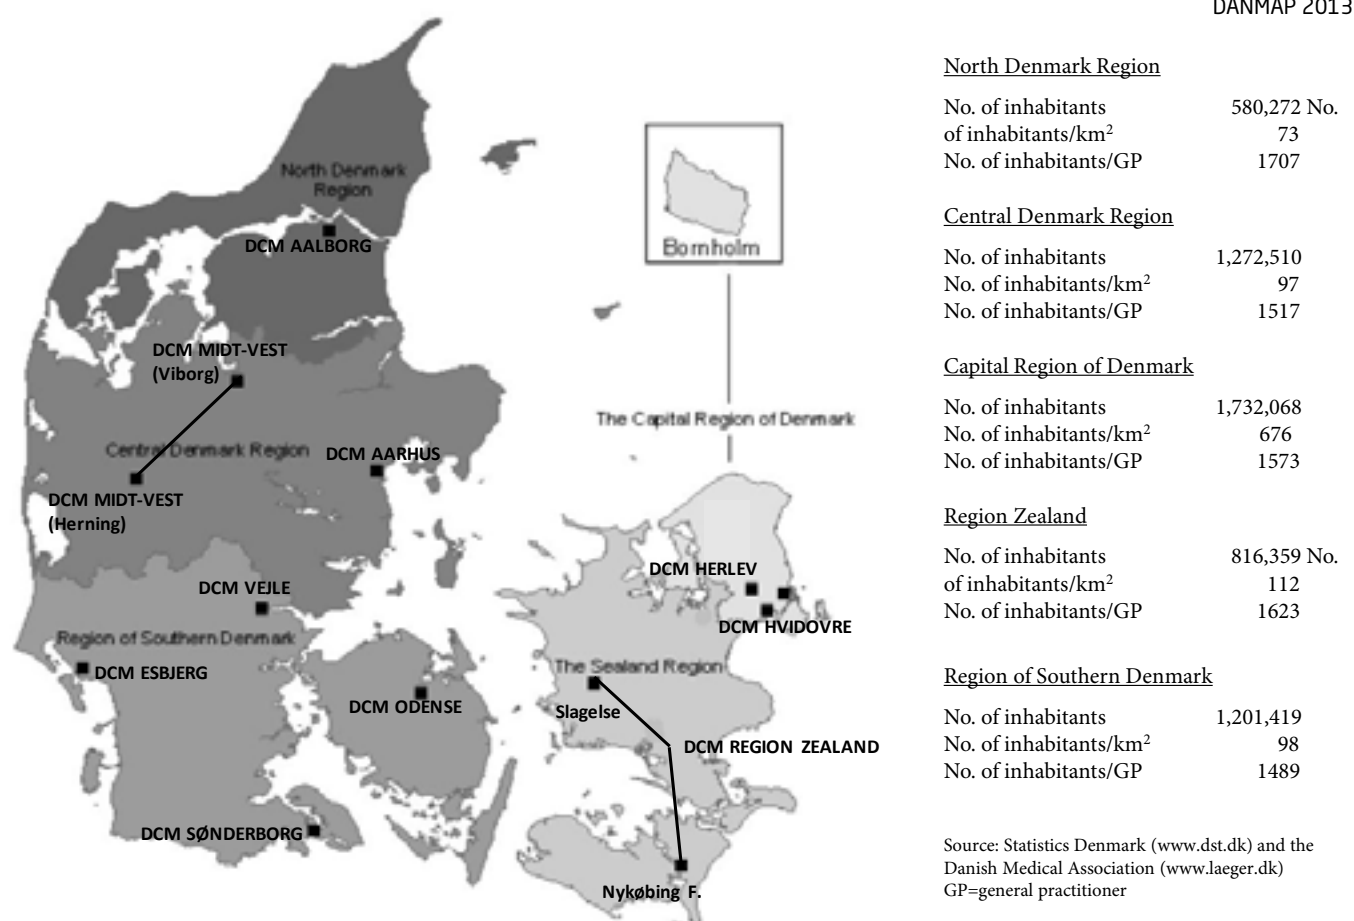 DANMAP 2013
North Denmark
Region
DCM AALBORG
Bornholm
DCM MIDT-VEST
(Viborg)
The Capital Region of Denmark
Central Denmark Region
DCM AARHUS
DCM MIDT-VEST
(Herning)
DCM HERLEV
DCM VEJLE
DCM HVIDOVRE
Region of Southern Denmark
DCM ESBJERG
The Sealand Region
DCM ODENSE
Slagelse
DCM REGION ZEALAND
DCM SØNDERBORG
Nykøbing F.
North Denmark Region
No. of inhabitants 580,272 No.
of inhabitants/km² 73
No. of inhabitants/GP 1707
Central Denmark Region
No. of inhabitants 1,272,510
No. of inhabitants/km² 97
No. of inhabitants/GP 1517
Capital Region of Denmark
No. of inhabitants 1,732,068
No. of inhabitants/km² 676
No. of inhabitants/GP 1573
Region Zealand
No. of inhabitants 816,359 No.
of inhabitants/km² 112
No. of inhabitants/GP 1623
Region of Southern Denmark
No. of inhabitants 1,201,419
No. of inhabitants/km² 98
No. of inhabitants/GP 1489
Source: Statistics Denmark (www.dst.dk) and the
Danish Medical Association (www.laeger.dk)
GP=general practitioner